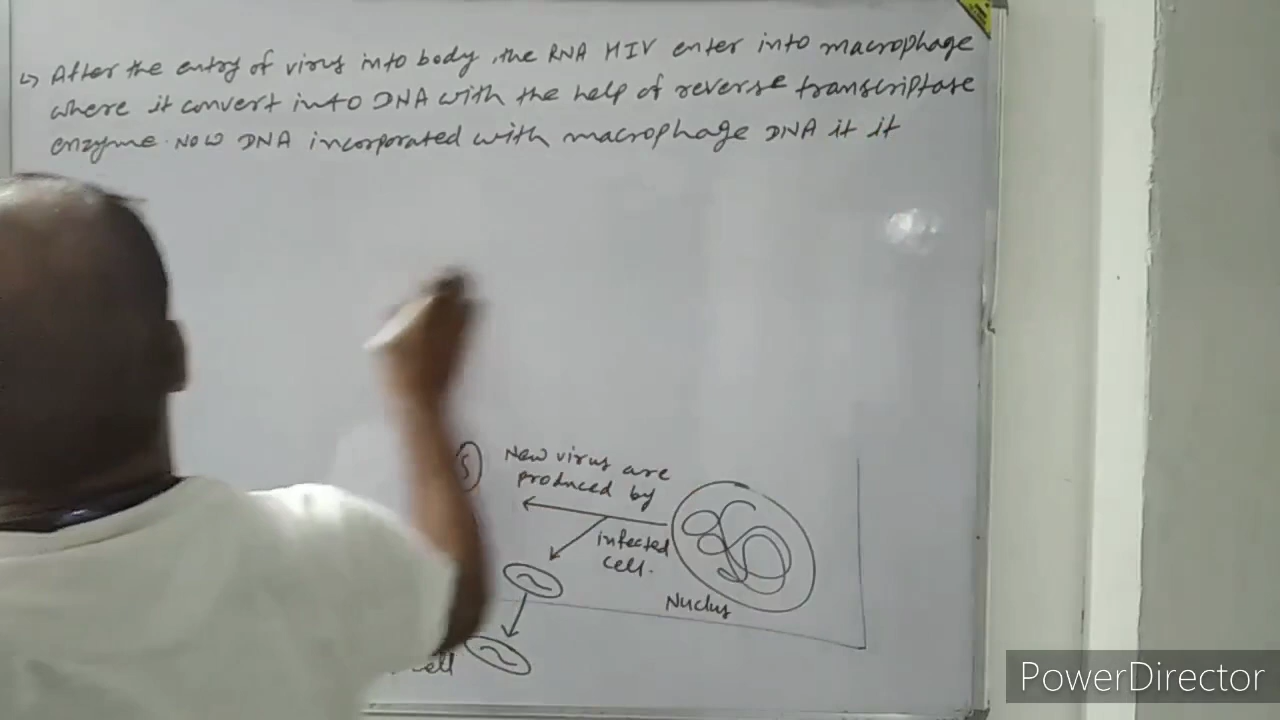 ↳ After the entry of virus into body, the RNA HIV enter into macrophage
where it convert into DNA with the help of reverse transcriptase
enzyme. Now DNA incorporated with macrophage DNA it it
New virus are
produced by
infected
cell.
Nuclus
PowerDirector